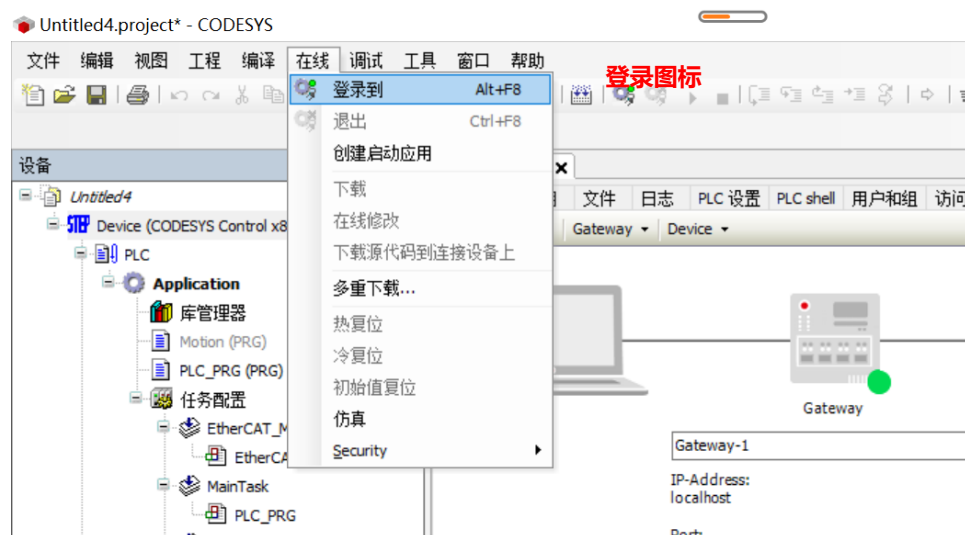 Untitled4.project* - CODESYS
文件 编辑 视图 工程 编译 在线 调试 工具 窗口 帮助
登录图标
登录到 Alt+F8
退出 Ctrl+F8
创建启动应用
下载
在线修改
下载源代码到连接设备上
多重下载...
热复位
冷复位
初始值复位
仿真
Security
设备
Untitled4
Device (CODESYS Control x8
PLC
Application
库管理器
Motion (PRG)
PLC_PRG (PRG)
任务配置
EtherCAT_M
EtherCA
MainTask
PLC_PRG
文件 日志 PLC 设置 PLC shell 用户和组 访问
Gateway Device
Gateway
Gateway-1
IP-Address:
localhost